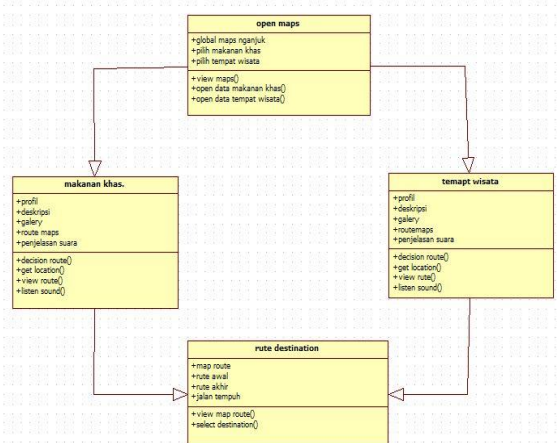 open maps
+global maps nganjuk
+pilih makanan khas
+pilih tempat wisata
+view maps()
+open data makanan khas()
+open data tempat wisata()
makanan khas.
+profil
+deskripsi
+galery
+route maps
+penjelasan suara
+decision route()
+get location()
+view route()
+listen sound()
temapt wisata
+profil
+deskripsi
+galery
+routemaps
+penjelasan suara
+decision route()
+get location()
+view rute()
+listen sound()
rute destination
+map route
+rute awal
+rute akhir
+jalan tempuh
+view map route()
+select destination()